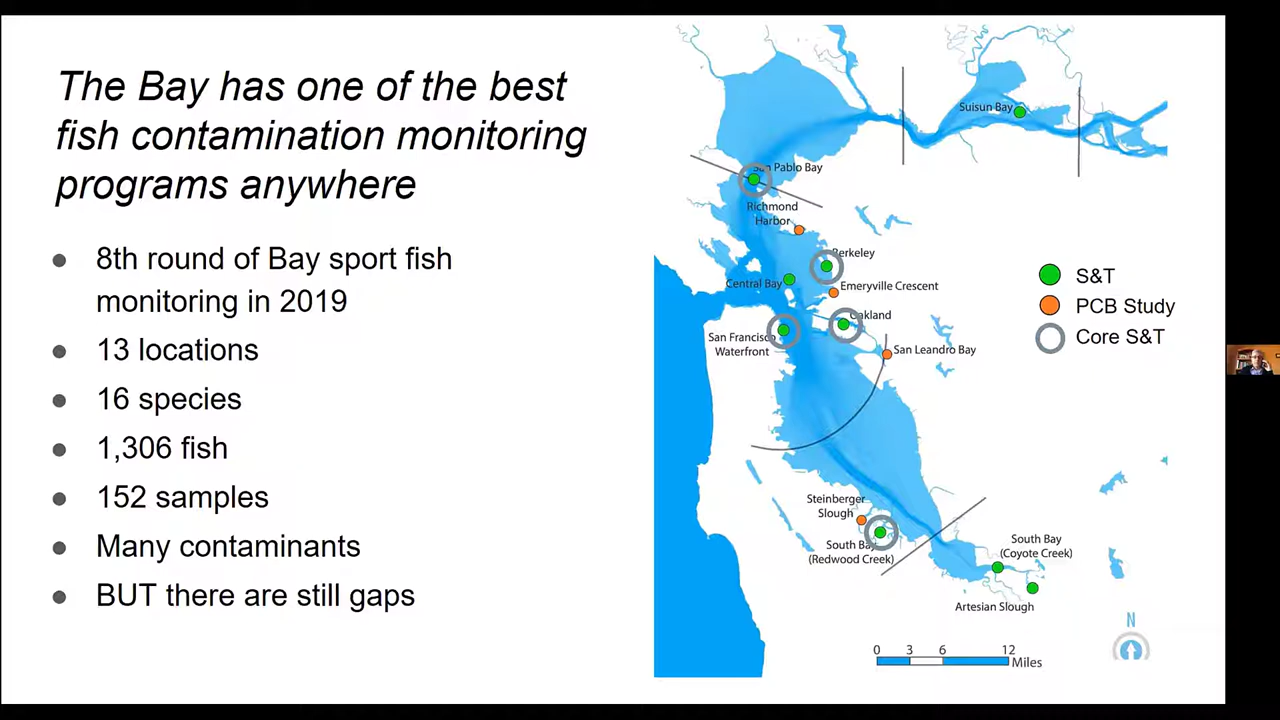 The Bay has one of the best
fish contamination monitoring
programs anywhere
● 8th round of Bay sport fish
monitoring in 2019
● 13 locations
● 16 species
● 1,306 fish
● 152 samples
● Many contaminants
● BUT there are still gaps
Suisun Bay
San Pablo Bay
Richmond
Harbor
Berkeley
Central Bay
Emeryville Crescent
Oakland
San Francisco
Waterfront
San Leandro Bay
S&T
PCB Study
Core S&T
Steinberger
Slough
South Bay
(Redwood Creek)
South Bay
(Coyote Creek)
Artesian Slough
N
0 3 6 12
Miles